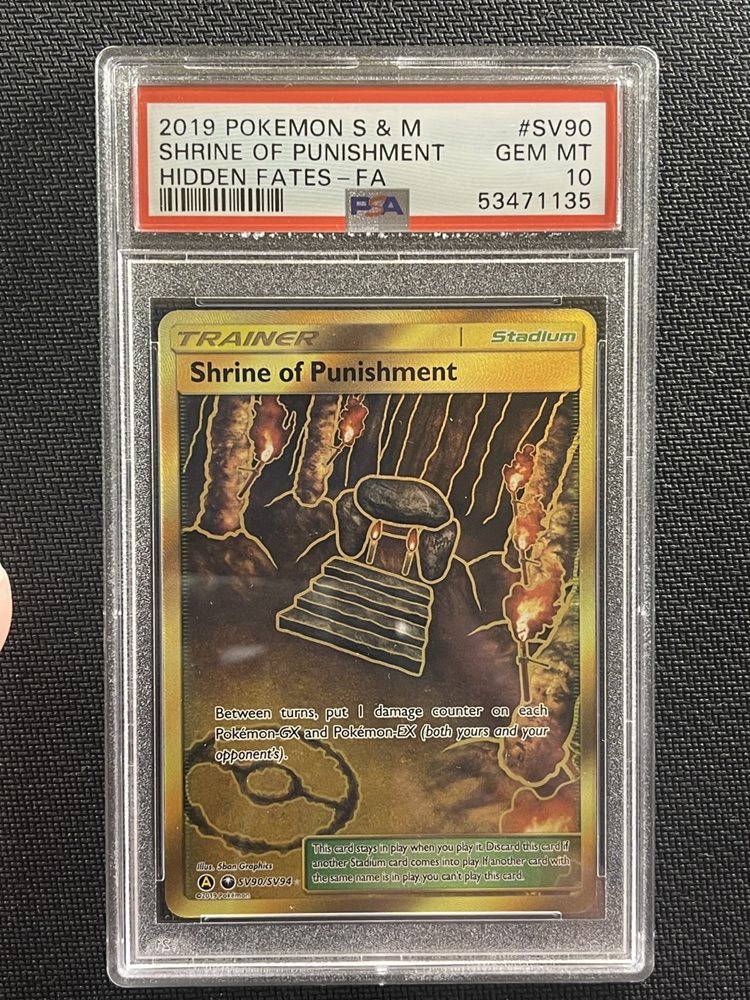 2019 POKEMON S & M #SV90
SHRINE OF PUNISHMENT GEM MT
HIDDEN FATES - FA 10
PSA 53471135
TRAINER Stadium
Shrine of Punishment
Between turns, put 1 damage counter on each
Pokémon-GX and Pokémon-EX (both yours and your
opponent's).
This card stays in play when you play it. Discard this card if
another Stadium card comes into play. If another card with
the same name is in play, you can't play this card.
Illus. 5ban Graphics
A SV90/SV94
©2019 Pokémon